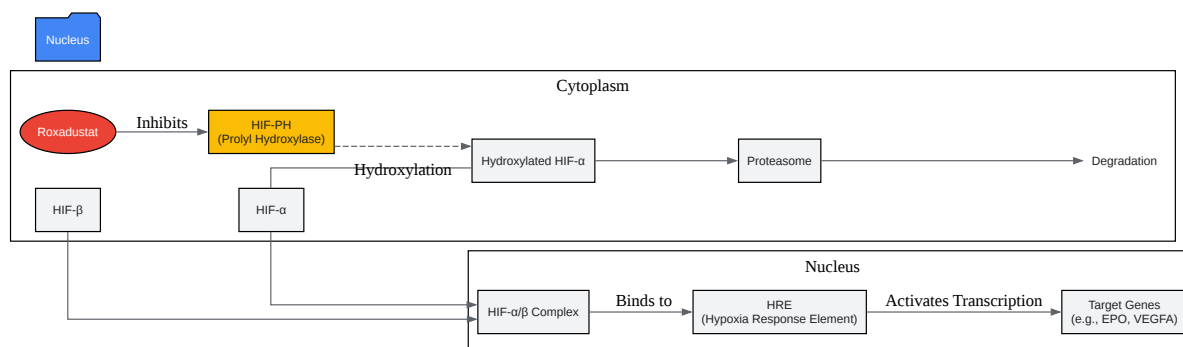 Nucleus
Cytoplasm
Roxadustat
Inhibits
HIF-PH
(Prolyl Hydroxylase)
Hydroxylation
Hydroxylated HIF-α
Proteasome
Degradation
HIF-β
HIF-α
Nucleus
HIF-α/β Complex
Binds to
HRE
(Hypoxia Response Element)
Activates Transcription
Target Genes
(e.g., EPO, VEGFA)